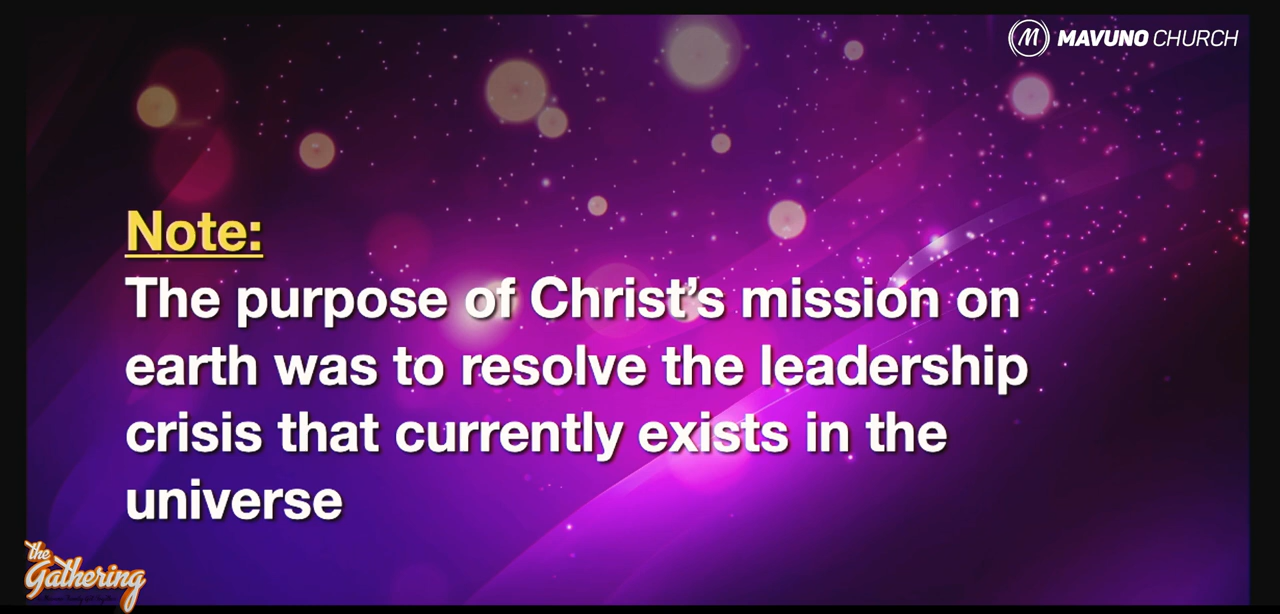 MAVUNO CHURCH
Note:
The purpose of Christ’s mission on
earth was to resolve the leadership
crisis that currently exists in the
universe
the
Gathering